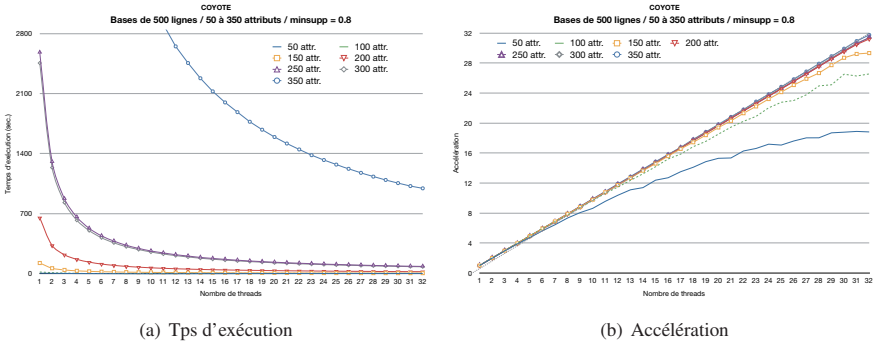 COYOTE
Bases de 500 lignes / 50 à 350 attributs / minsupp = 0.8
2800
2100
1400
700
0
Temps d'exécution (sec.)
50 attr.
100 attr.
150 attr.
200 attr.
250 attr.
300 attr.
350 attr.
1 2 3 4 5 6 7 8 9 10 11 12 13 14 15 16 17 18 19 20 21 22 23 24 25 26 27 28 29 30 31 32
Nombre de threads
(a) Tps d'exécution
COYOTE
Bases de 500 lignes / 50 à 350 attributs / minsupp = 0.8
32
28
24
20
16
12
8
4
0
Accélération
50 attr. 100 attr. 150 attr. 200 attr.
250 attr. 300 attr. 350 attr.
1 2 3 4 5 6 7 8 9 10 11 12 13 14 15 16 17 18 19 20 21 22 23 24 25 26 27 28 29 30 31 32
Nombre de threads
(b) Accélération